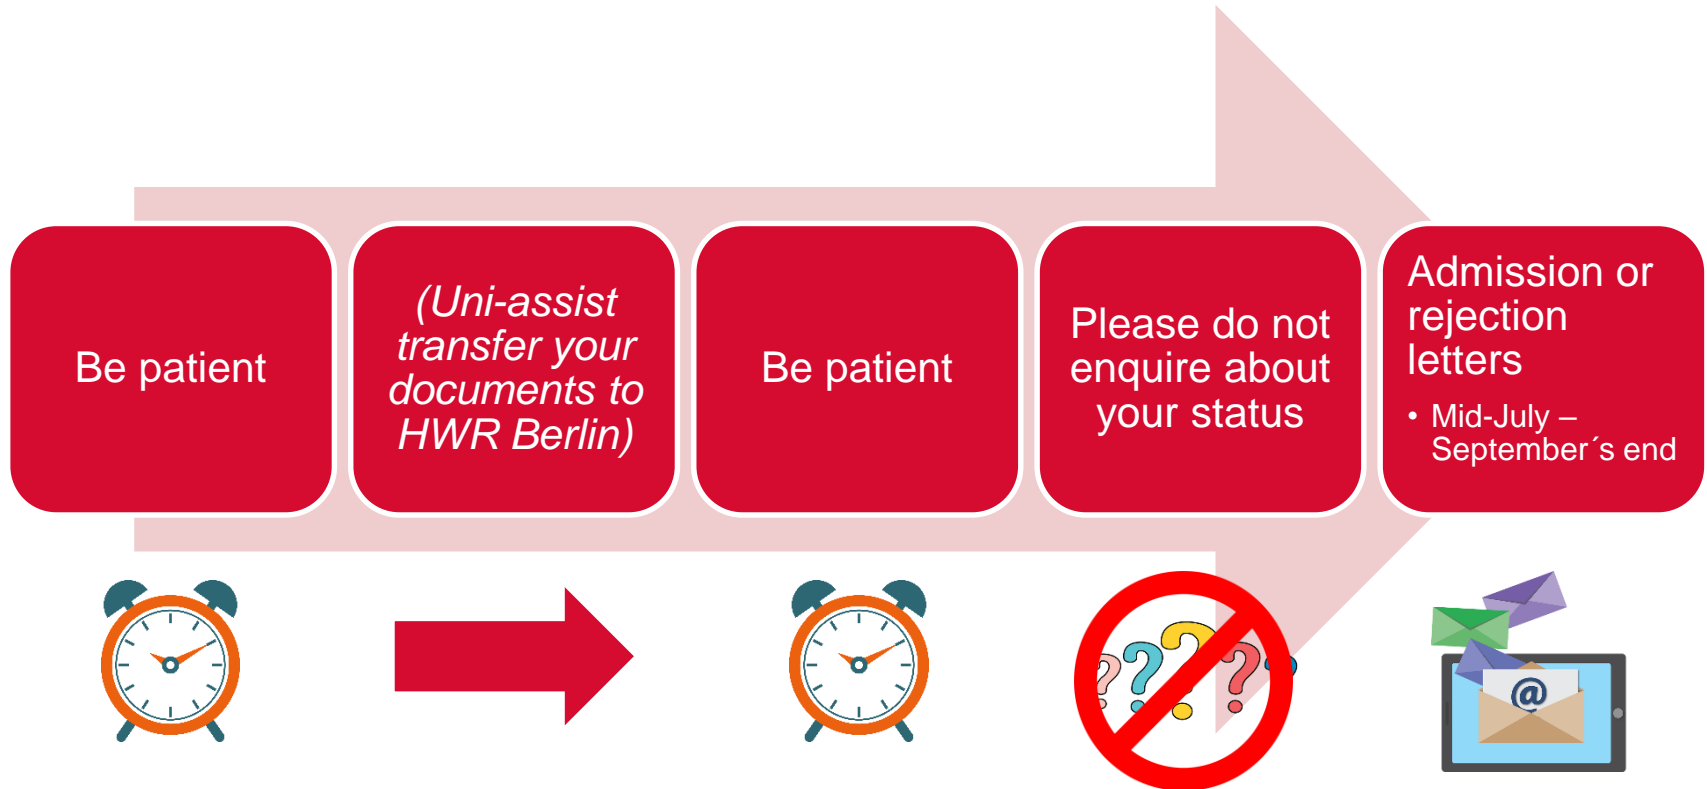 Be patient
(Uni-assist
transfer your
documents to
HWR Berlin)
Be patient
Please do not
enquire about
your status
Admission or
rejection
letters
• Mid-July –
September´s end
? ? ? ? ?
@